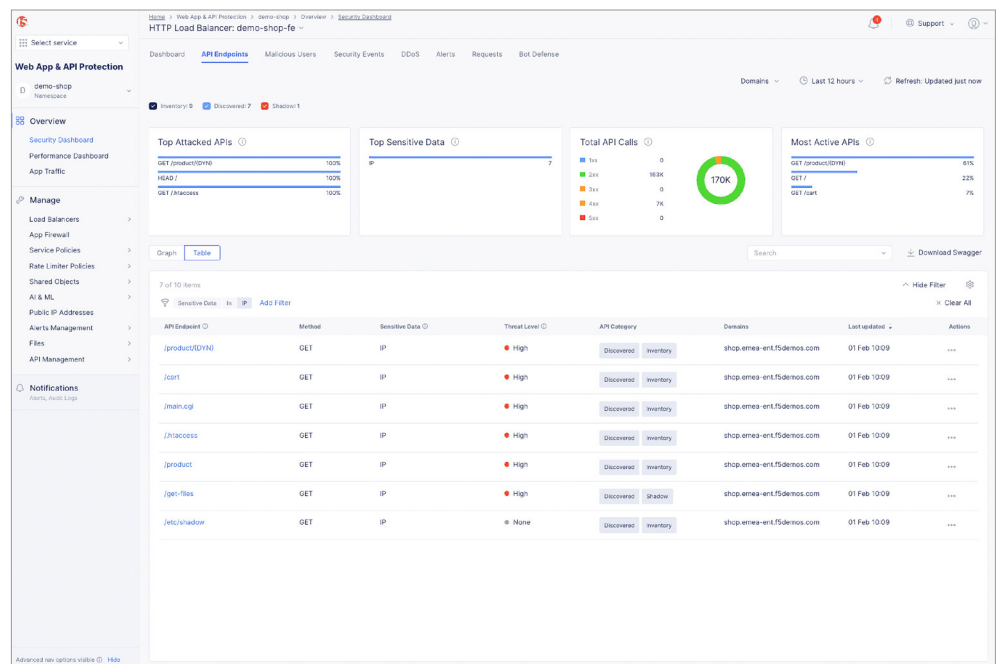 Home > Web App & API Protection > demo-shop > Overview > Security Dashboard
HTTP Load Balancer: demo-shop-fe
4
Support
Select service
Web App & API Protection
D demo-shop
Namespace
Overview
Security Dashboard
Performance Dashboard
App Traffic
Manage
Load Balancers
App Firewall
Service Policies
Rate Limiter Policies
Shared Objects
AI & ML
Public IP Addresses
Alerts Management
Files
API Management
Notifications
Alerts, Audit Logs
Advanced nav options visible Hide
Dashboard API Endpoints Malicious Users Security Events DDoS Alerts Requests Bot Defense
Domains Last 12 hours Refresh: Updated just now
Inventory: 9 Discovered: 7 Shadow: 1
Top Attacked APIs
GET /product/{DYN} 100%
HEAD / 100%
GET /.htaccess 100%
Top Sensitive Data
IP 7
Total API Calls
1xx 0
2xx 163K
3xx 0
4xx 7K
5xx 0
170K
Most Active APIs
GET /product/{DYN} 61%
GET / 22%
GET /cart 7%
Graph Table
Search
Download Swagger
7 of 10 items
Hide Filter
Sensitive Data In IP Add Filter
Clear All
API Endpoint Method Sensitive Data Threat Level API Category Domains Last updated Actions
/product/{DYN} GET IP High Discovered Inventory shop.emea-ent.f5demos.com 01 Feb 10:09 ...
/cart GET IP High Discovered Inventory shop.emea-ent.f5demos.com 01 Feb 10:09 ...
/main.cgi GET IP High Discovered Inventory shop.emea-ent.f5demos.com 01 Feb 10:09 ...
/.htaccess GET IP High Discovered Inventory shop.emea-ent.f5demos.com 01 Feb 10:09 ...
/product GET IP High Discovered Inventory shop.emea-ent.f5demos.com 01 Feb 10:09 ...
/get-files GET IP High Discovered Shadow shop.emea-ent.f5demos.com 01 Feb 10:09 ...
/etc/shadow GET IP None Discovered Inventory shop.emea-ent.f5demos.com 01 Feb 10:09 ...